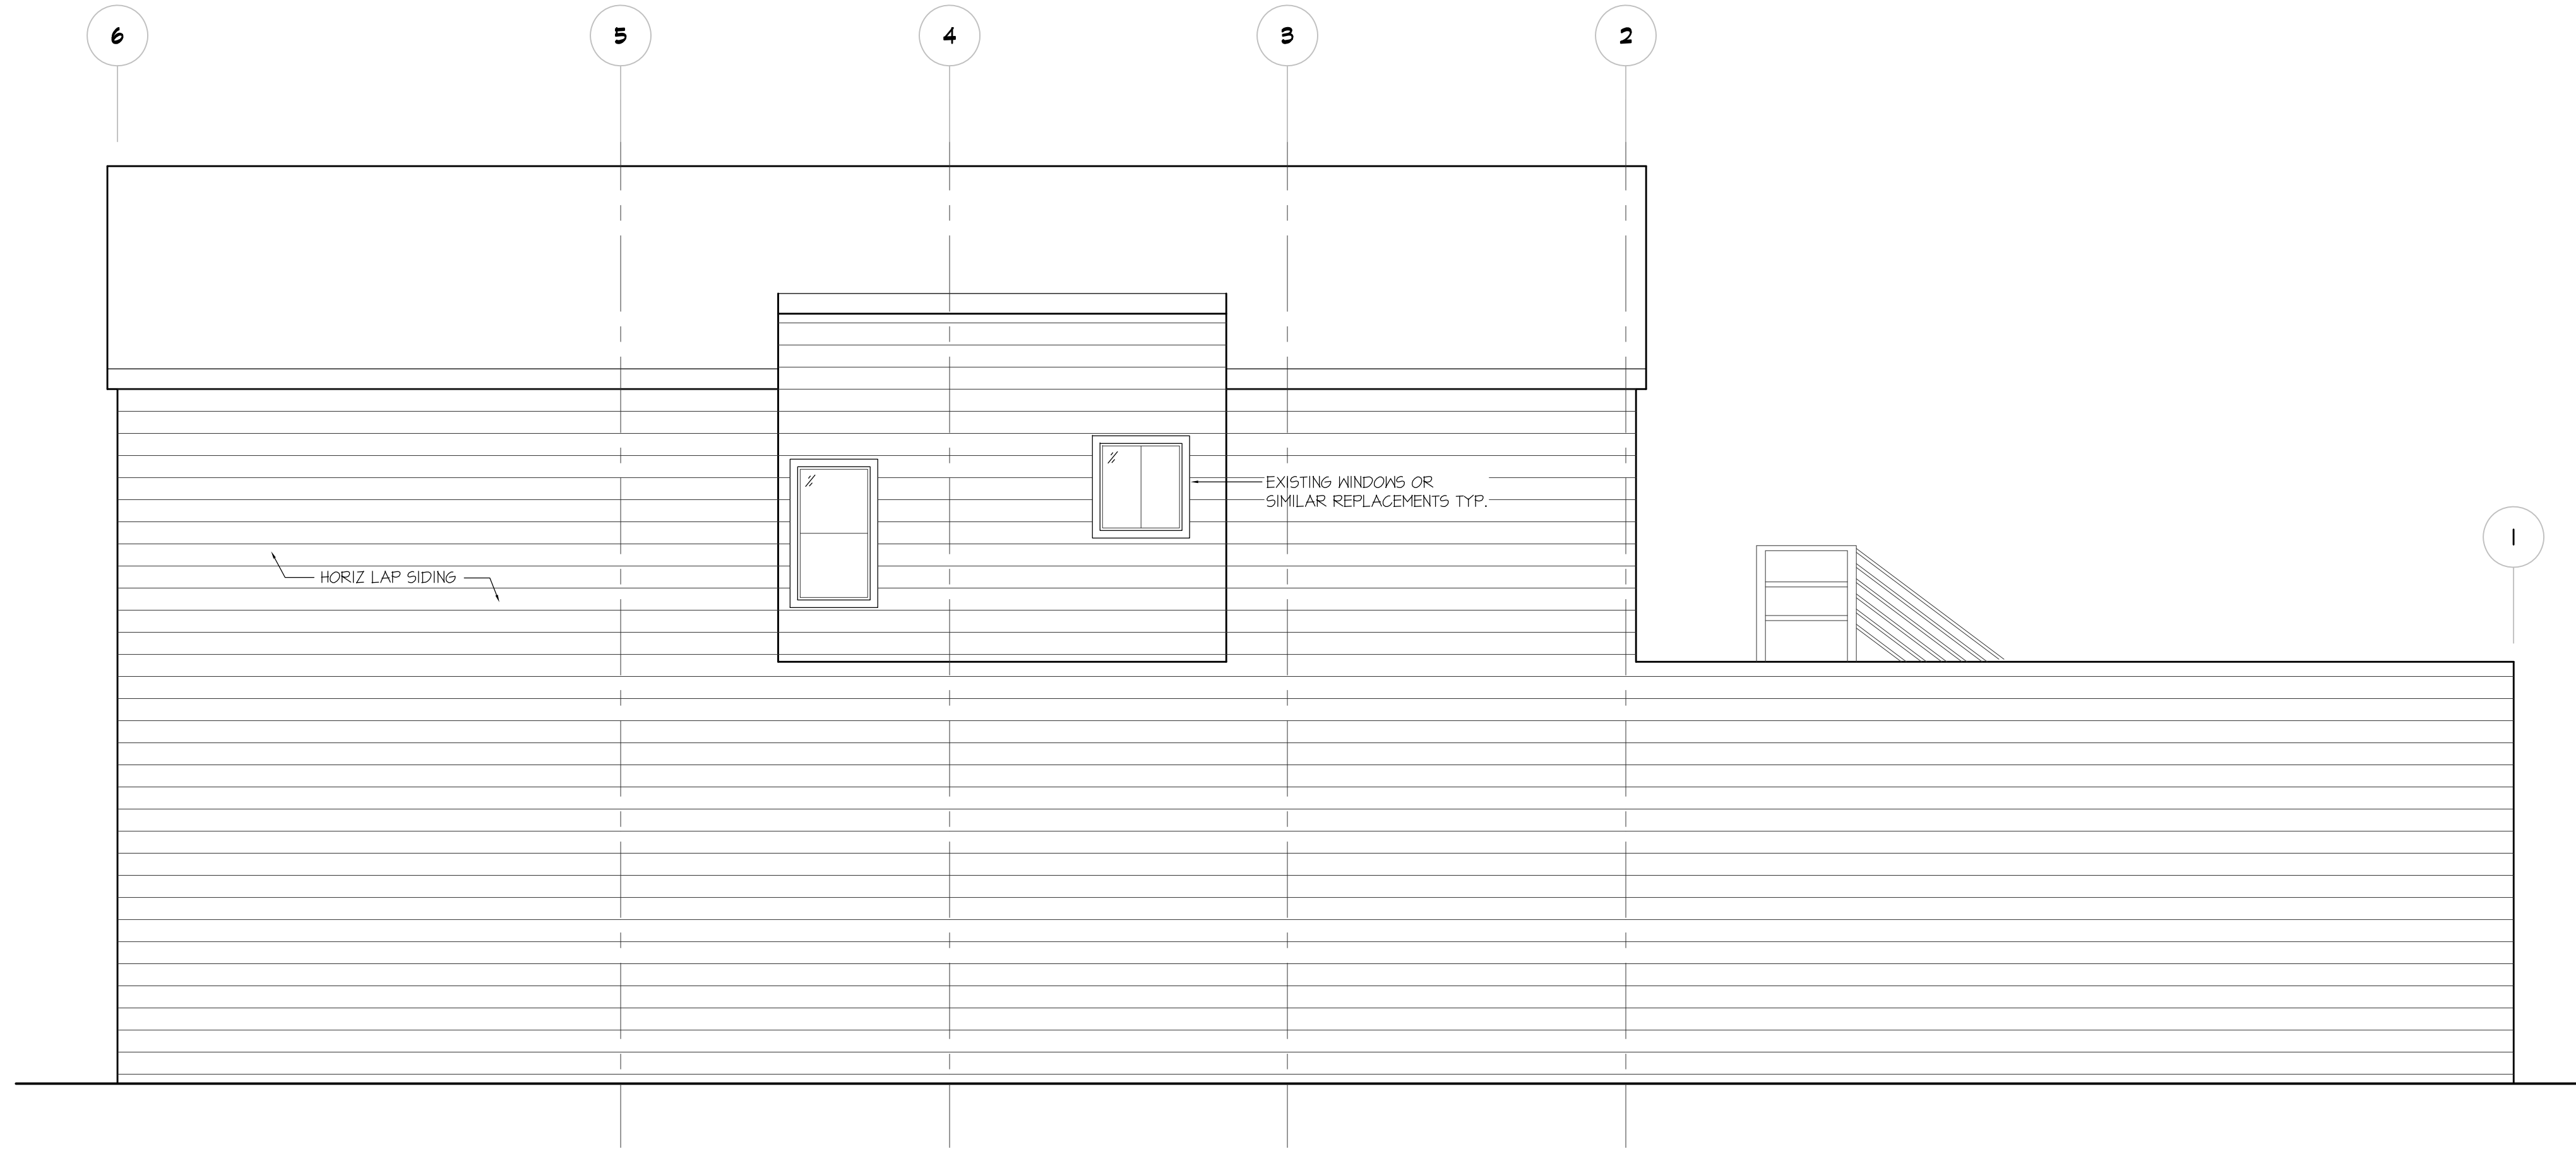 6 5 4 3 2
EXISTING WINDOWS OR
SIMILAR REPLACEMENTS TYP.
1
HORIZ LAP SIDING